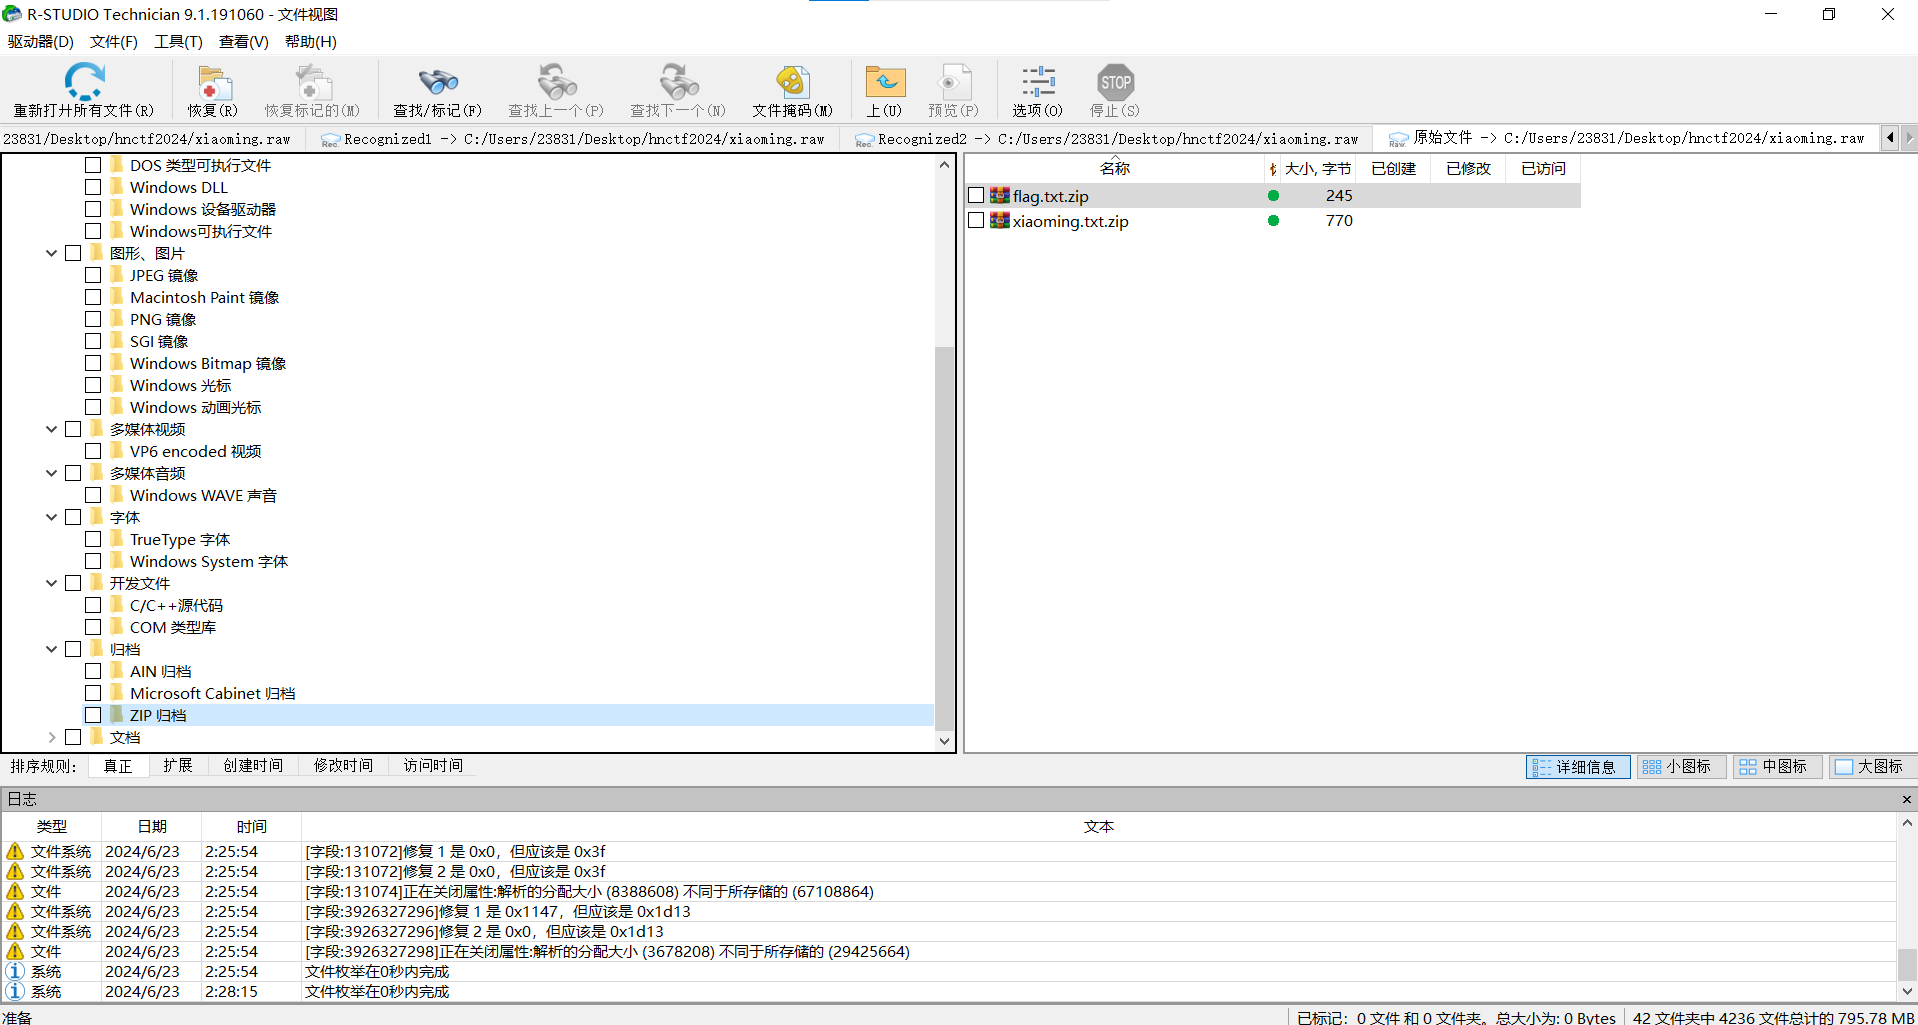 R-STUDIO Technician 9.1.191060 - 文件视图
驱动器(D) 文件(F) 工具(T) 查看(V) 帮助(H)
重新打廾所有文件(R) 恢复(R) 恢复标记的(M) 查找/标记(F) 查找上一个(P) 查找下一个(N) 文件掩码(M) 上(U) 预览(P) 选项(O) STOP 停止(S)
23831/Desktop/hnctf2024/xiaoming.raw Rec. Recognized1 -> C:/Users/23831/Desktop/hnctf2024/xiaoming.raw Rec. Recognized2 -> C:/Users/23831/Desktop/hnctf2024/xiaoming.raw Raw. 原始文件 -> C:/Users/23831/Desktop/hnctf2024/xiaoming.raw
DOS 类型可执行文件
Windows DLL
Windows 设备驱动器
Windows可执行文件
图形、图片
JPEG 镜像
Macintosh Paint 镜像
PNG 镜像
SGI 镜像
Windows Bitmap 镜像
Windows 光标
Windows 动画光标
多媒体视频
VP6 encoded 视频
多媒体音频
Windows WAVE 声音
字体
TrueType 字体
Windows System 字体
开发文件
C/C++源代码
COM 类型库
归档
AIN 归档
Microsoft Cabinet 归档
ZIP 归档
文档
名称 大小, 字节 已创建 已修改 已访问
flag.txt.zip 245
xiaoming.txt.zip 770
排序规则: 真正 扩展 创建时间 修改时间 访问时间 详细信息 小图标 中图标 大图标
日志
类型 日期 时间 文本
文件系统 2024/6/23 2:25:54 [字段:131072]修复 1 是 0x0，但应该是 0x3f
文件系统 2024/6/23 2:25:54 [字段:131072]修复 2 是 0x0，但应该是 0x3f
文件 2024/6/23 2:25:54 [字段:131074]正在关闭属性:解析的分配大小 (8388608) 不同于所存储的 (67108864)
文件系统 2024/6/23 2:25:54 [字段:3926327296]修复 1 是 0x1147，但应该是 0x1d13
文件系统 2024/6/23 2:25:54 [字段:3926327296]修复 2 是 0x0，但应该是 0x1d13
文件 2024/6/23 2:25:54 [字段:3926327298]正在关闭属性:解析的分配大小 (3678208) 不同于所存储的 (29425664)
系统 2024/6/23 2:25:54 文件枚举在0秒内完成
系统 2024/6/23 2:28:15 文件枚举在0秒内完成
准备 已标记：0 文件 和 0 文件夹。总大小为: 0 Bytes 42 文件夹中 4236 文件总计的 795.78 MB